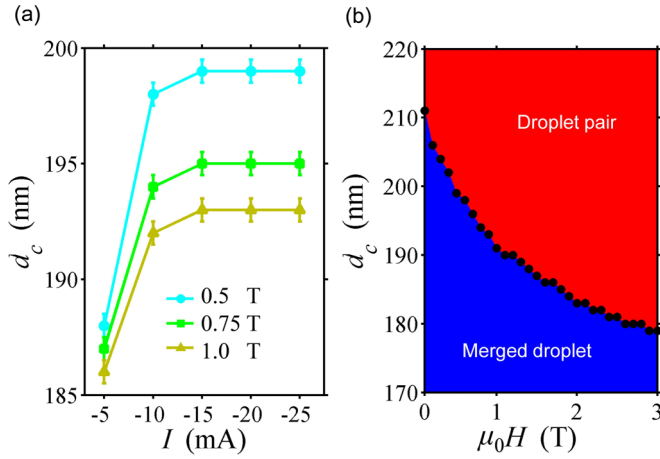 (a)
200
195
190
185
d_c (nm)
-5 -10 -15 -20 -25
I (mA)
0.5 T
0.75 T
1.0 T
(b)
220
210
200
190
180
170
d_c (nm)
0 1 2 3
μ₀H (T)
Droplet pair
Merged droplet